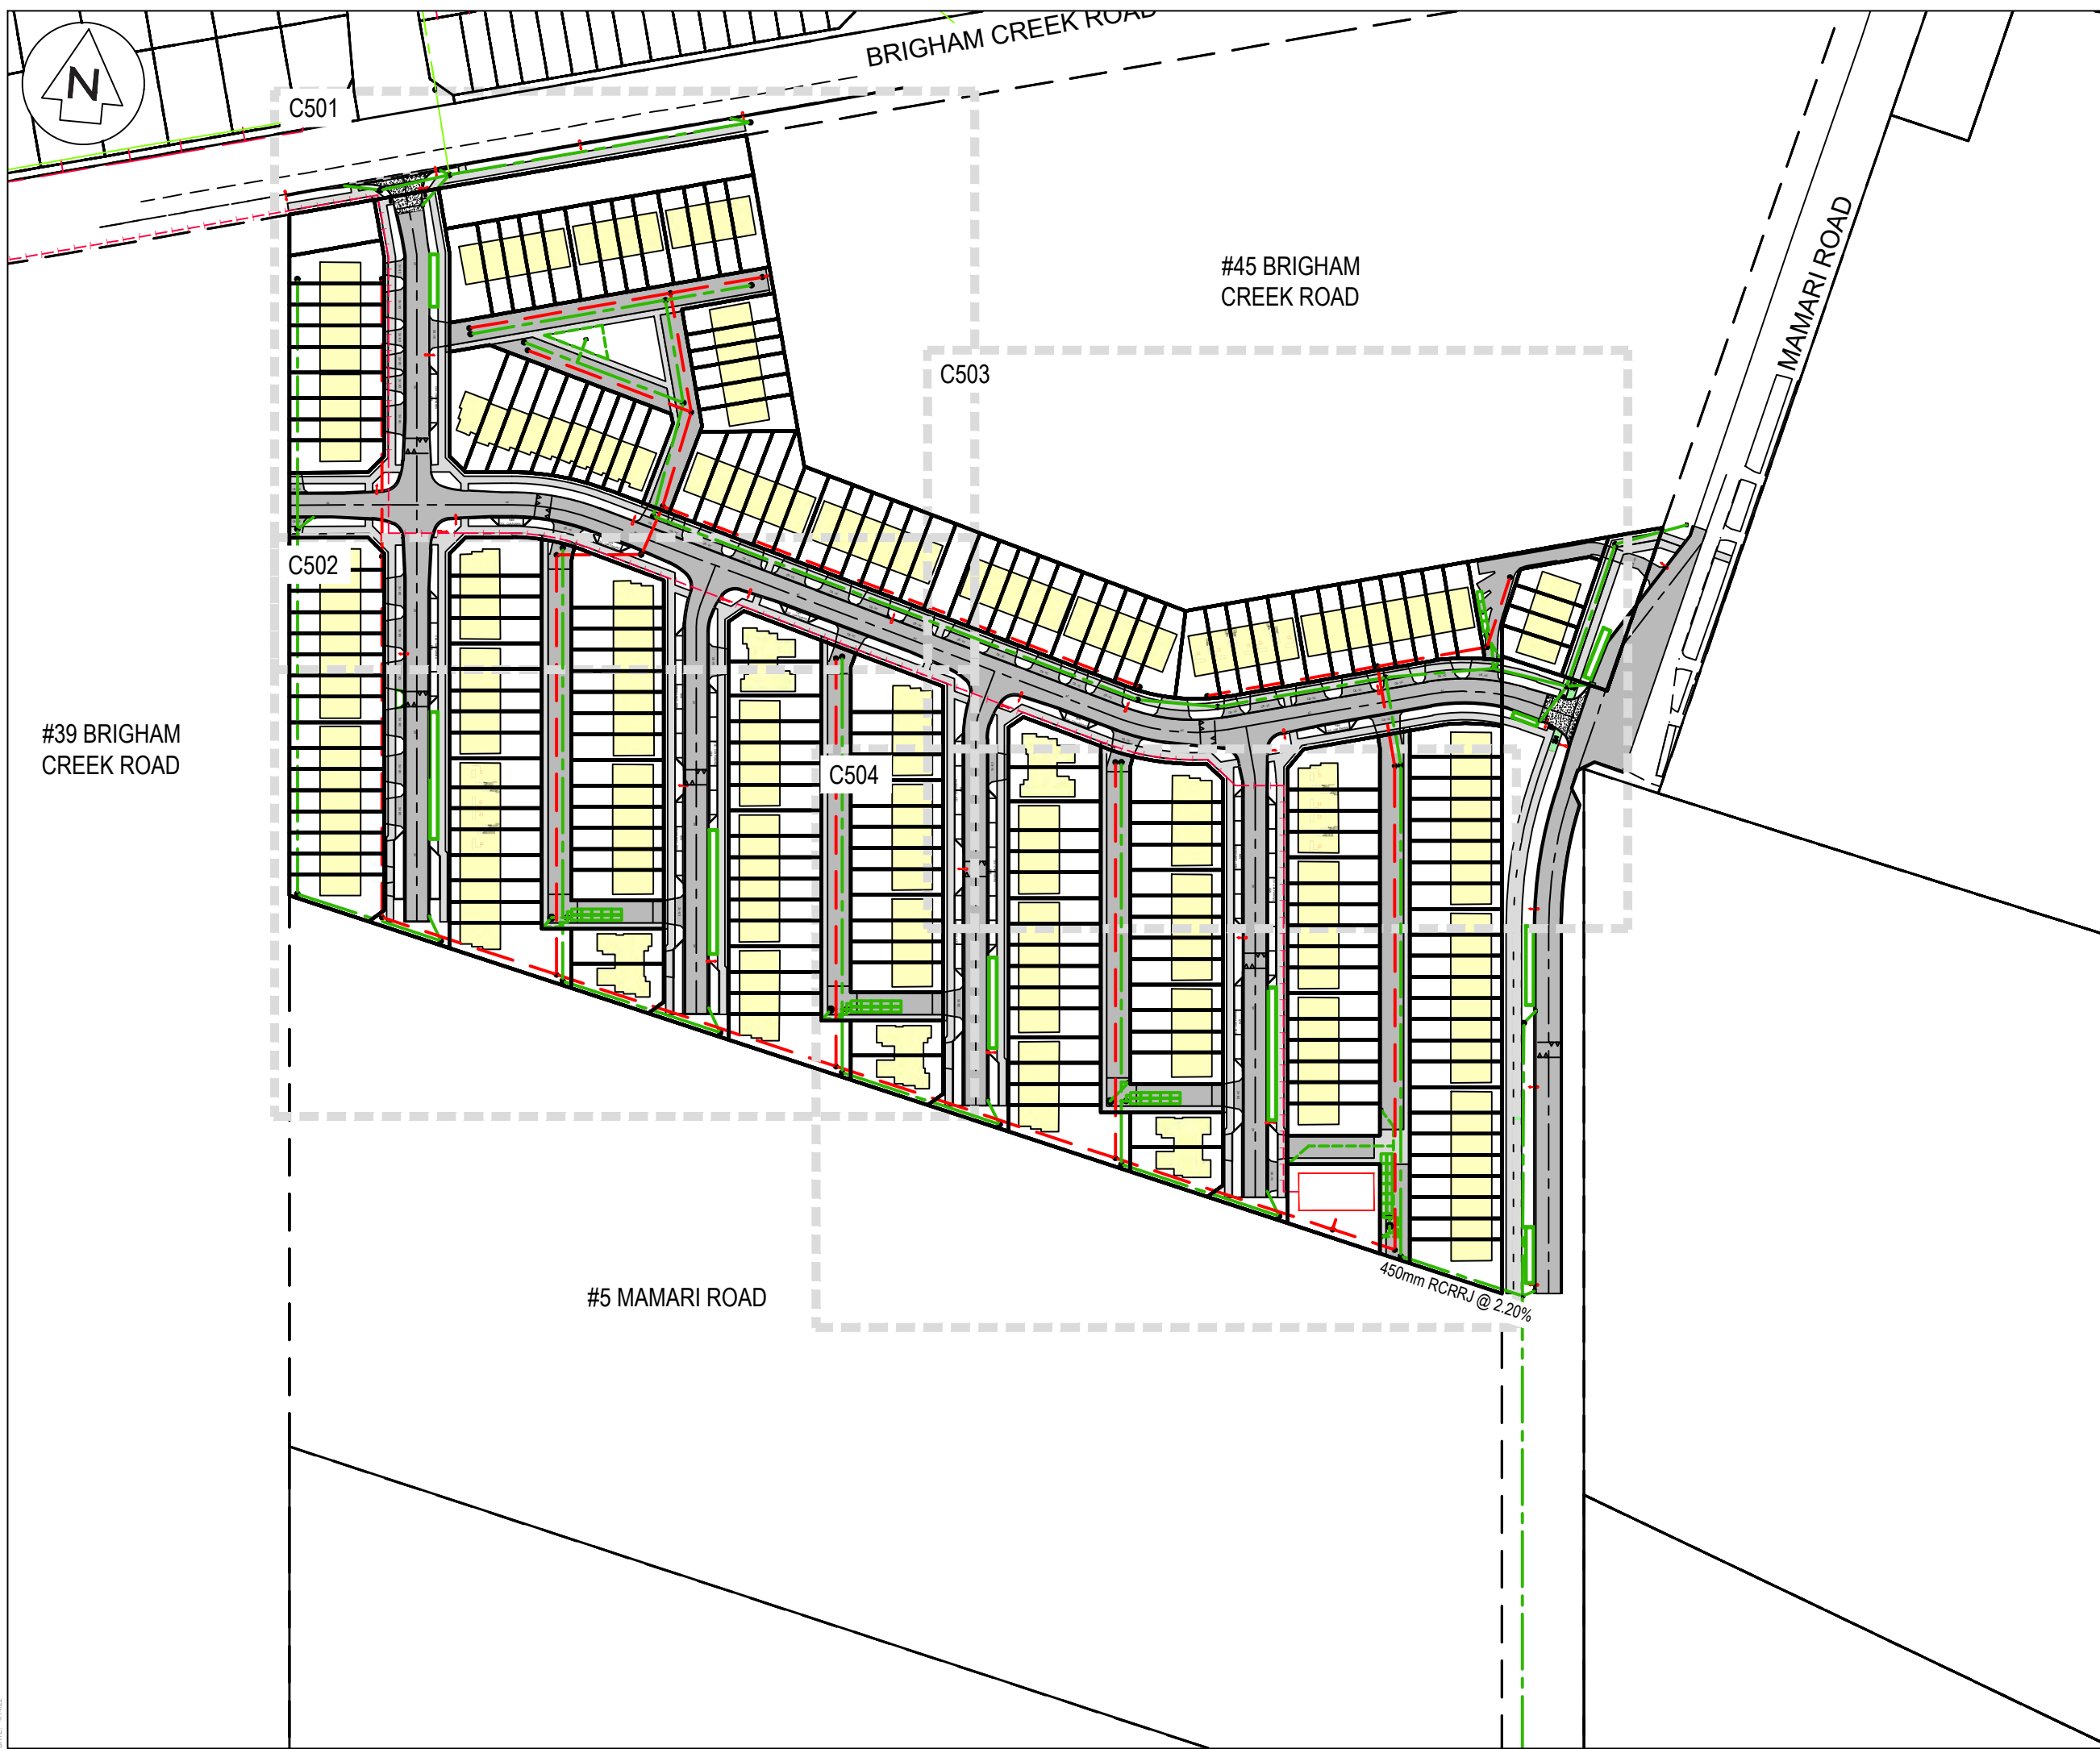 BRIGHAM CREEK ROAD
N
C501
MAMARI ROAD
#45 BRIGHAM
CREEK ROAD
C503
C502
#39 BRIGHAM
CREEK ROAD
C504
450mm RCRRJ @ 2.20%
#5 MAMARI ROAD